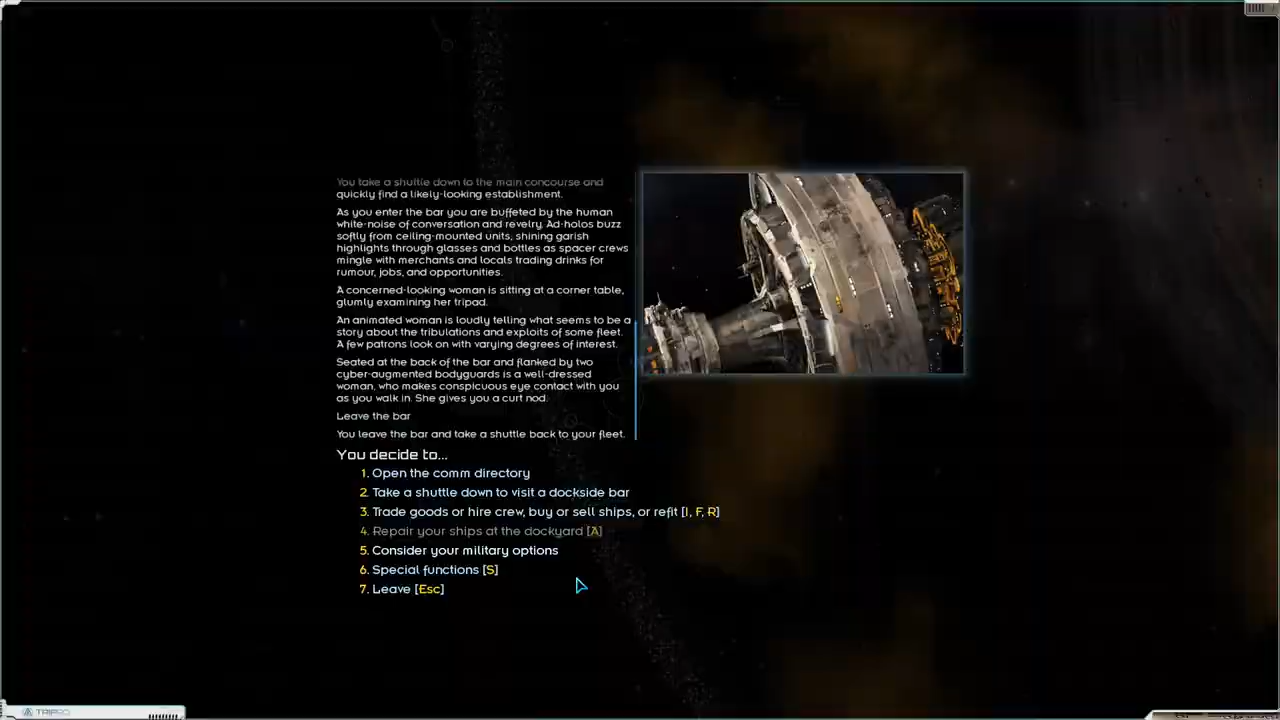 You take a shuttle down to the main concourse and
quickly find a likely-looking establishment.
As you enter the bar you are buffeted by the human
white-noise of conversation and revelry. Ad-holos buzz
softly from ceiling-mounted units, shining garish
highlights through glasses and bottles as spacer crews
mingle with merchants and locals trading drinks for
rumour, jobs, and opportunities.
A concerned-looking woman is sitting at a corner table,
glumly examining her tripad.
An animated woman is loudly telling what seems to be a
story about the tribulations and exploits of some fleet.
A few patrons look on with varying degrees of interest.
Seated at the back of the bar and flanked by two
cyber-augmented bodyguards is a well-dressed
woman, who makes conspicuous eye contact with you
as you walk in. She gives you a curt nod.
Leave the bar
You leave the bar and take a shuttle back to your fleet.
You decide to...
1. Open the comm directory
2. Take a shuttle down to visit a dockside bar
3. Trade goods or hire crew, buy or sell ships, or refit [I, F, R]
4. Repair your ships at the dockyard [A]
5. Consider your military options
6. Special functions [S]
7. Leave [Esc]
TRIPAD